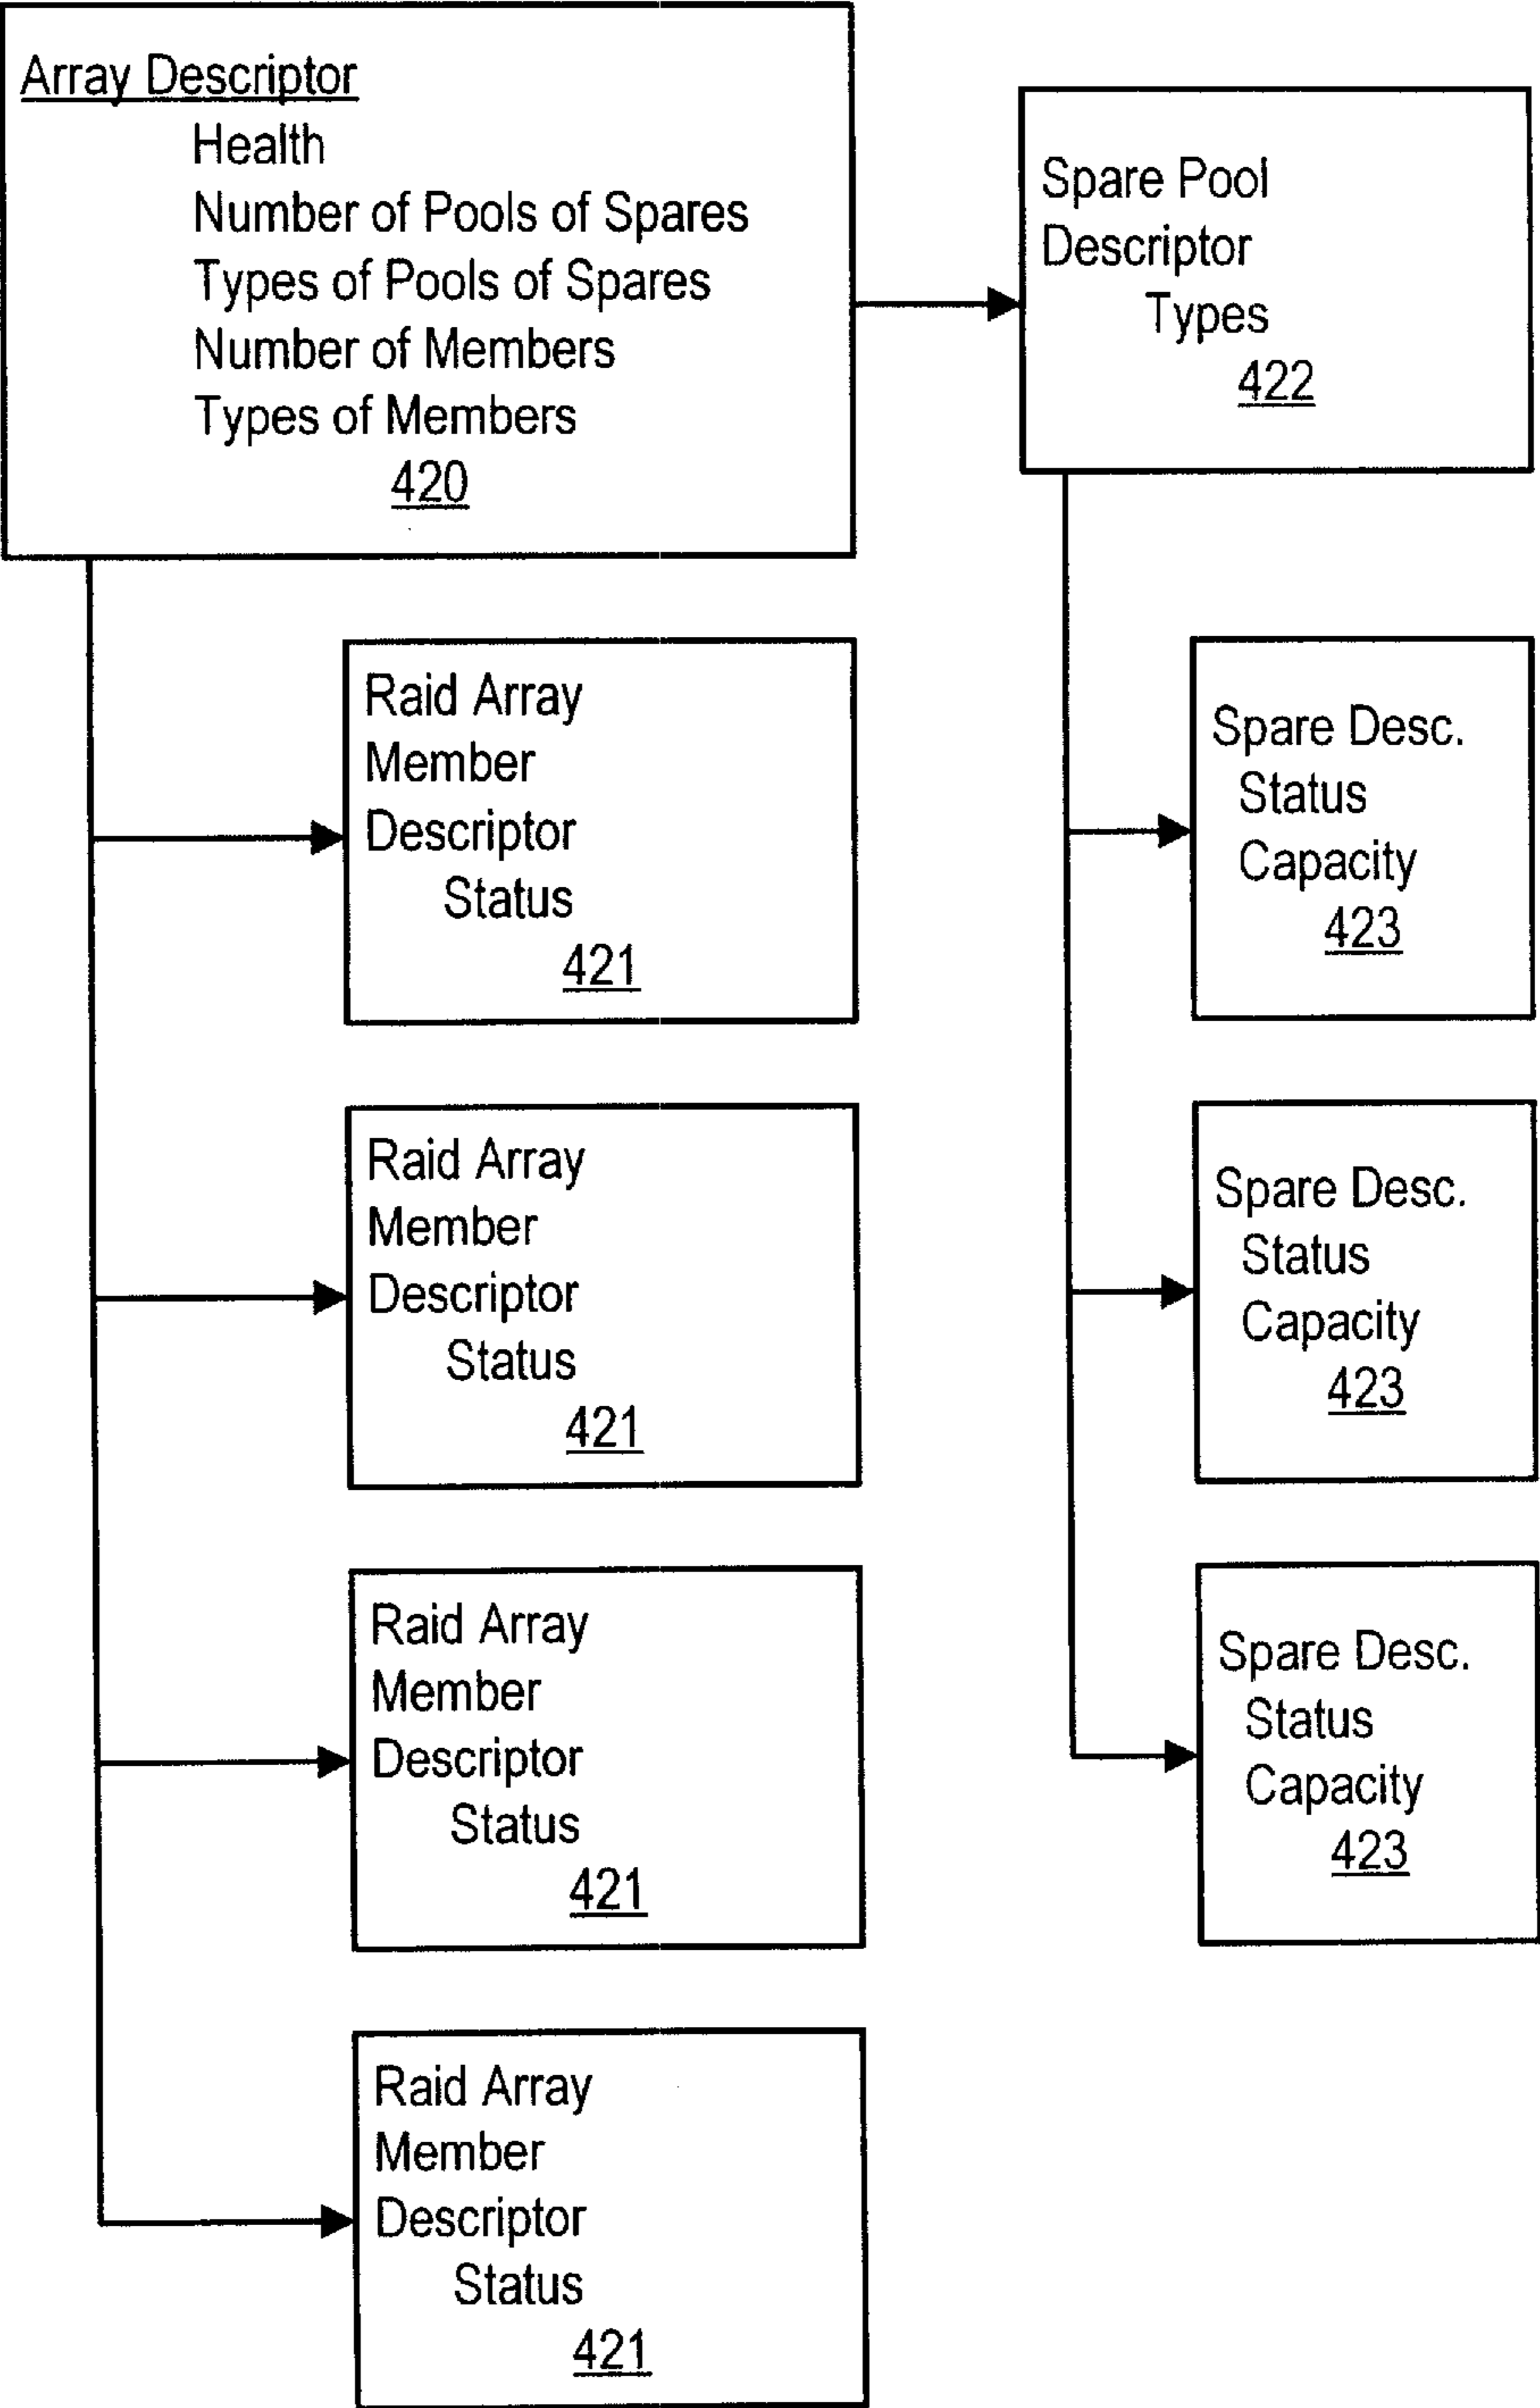 Array Descriptor
Health
Number of Pools of Spares
Types of Pools of Spares
Number of Members
Types of Members
420
Spare Pool
Descriptor
Types
422
Raid Array
Member
Descriptor
Status
421
Raid Array
Member
Descriptor
Status
421
Raid Array
Member
Descriptor
Status
421
Raid Array
Member
Descriptor
Status
421
Spare Desc.
Status
Capacity
423
Spare Desc.
Status
Capacity
423
Spare Desc.
Status
Capacity
423